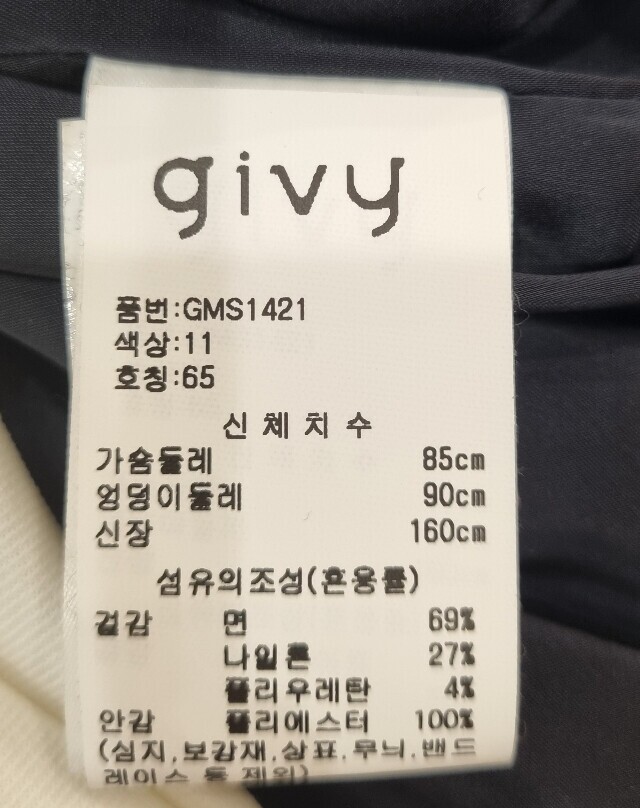 givy
품번:GMS1421
색상:11
호칭:65
신 체 치 수
가슴둘레 85cm
엉덩이둘레 90cm
신장 160cm
섬유의조성(혼용률)
겉감 면 69%
나일론 27%
폴리우레탄 4%
안감 폴리에스터 100%
(심지,보강재,상표,무늬,밴드
레이스 등 제외)